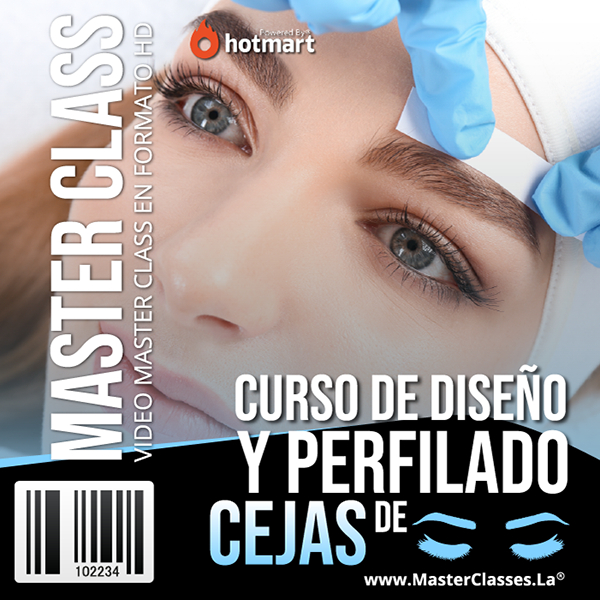 Powered By
hotmart
MASTER CLASS
VIDEO MASTER CLASS EN FORMATO HD
CURSO DE DISEÑO
Y PERFILADO
DE
CEJAS
102234
www.MasterClasses.La®